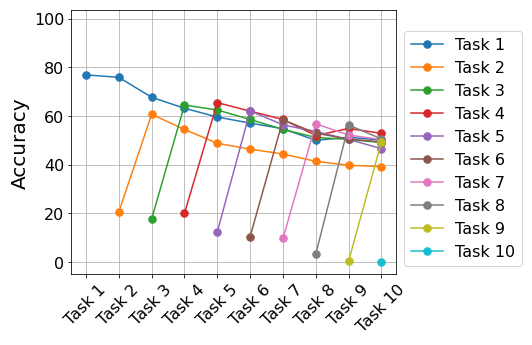 100
80
60
40
20
0
Accuracy
Task 1
Task 2
Task 3
Task 4
Task 5
Task 6
Task 7
Task 8
Task 9
Task 10
Task 1
Task 2
Task 3
Task 4
Task 5
Task 6
Task 7
Task 8
Task 9
Task 10